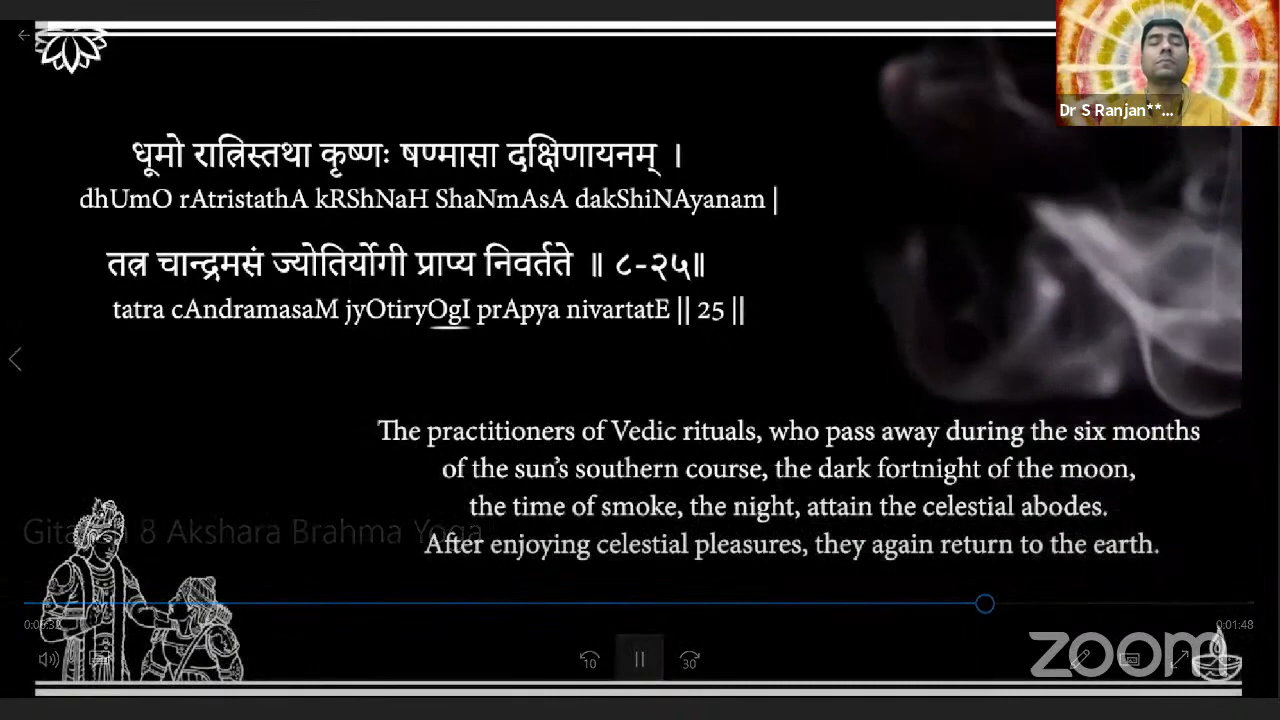 Dr S Ranjan**...
धूमो रात्रिस्तथा कृष्णः षण्मासा दक्षिणायनम् ।
dhUmO rAtristathA kRShNaH ShaNmAsA dakShiNAyanam |
तत्र चान्द्रमसं ज्योतिर्योगी प्राप्य निवर्तते ॥ ८-२५॥
tatra cAndramasaM jyOtiryOgI prApya nivartatE || 25 ||
The practitioners of Vedic rituals, who pass away during the six months
of the sun's southern course, the dark fortnight of the moon,
the time of smoke, the night, attain the celestial abodes.
Gita 8 Akshara Brahma Yoga
After enjoying celestial pleasures, they again return to the earth.
0:01:48
10
30
zoom